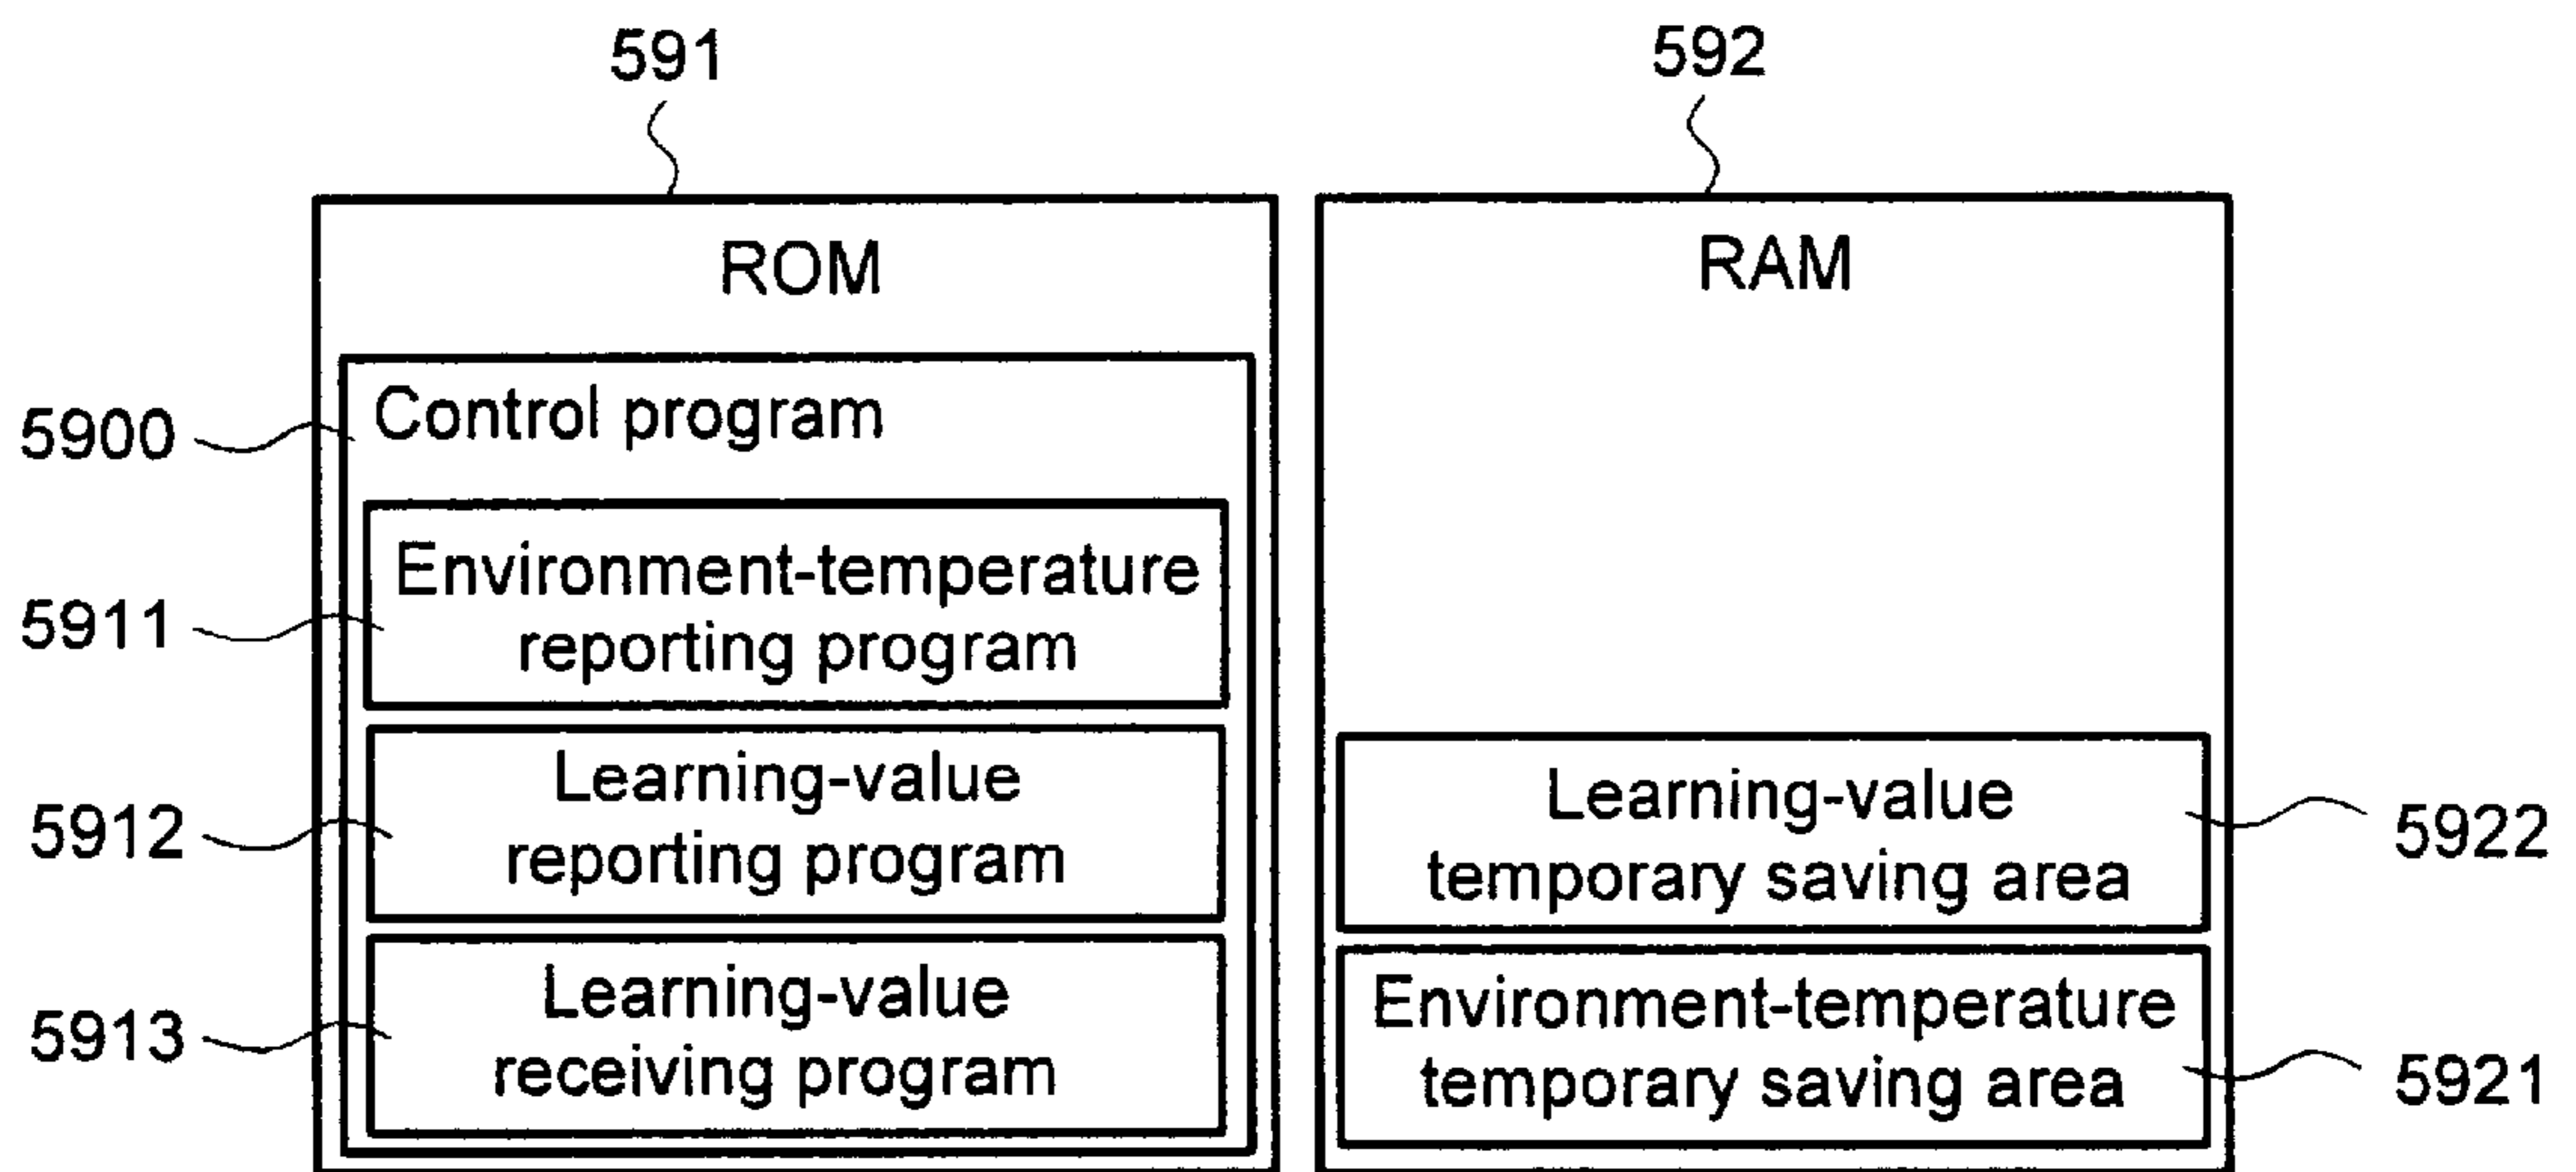 591
592
ROM
RAM
5900
Control program
5911
Environment-temperature
reporting program
5912
Learning-value
reporting program
5913
Learning-value
receiving program
Learning-value
temporary saving area
5922
Environment-temperature
temporary saving area
5921